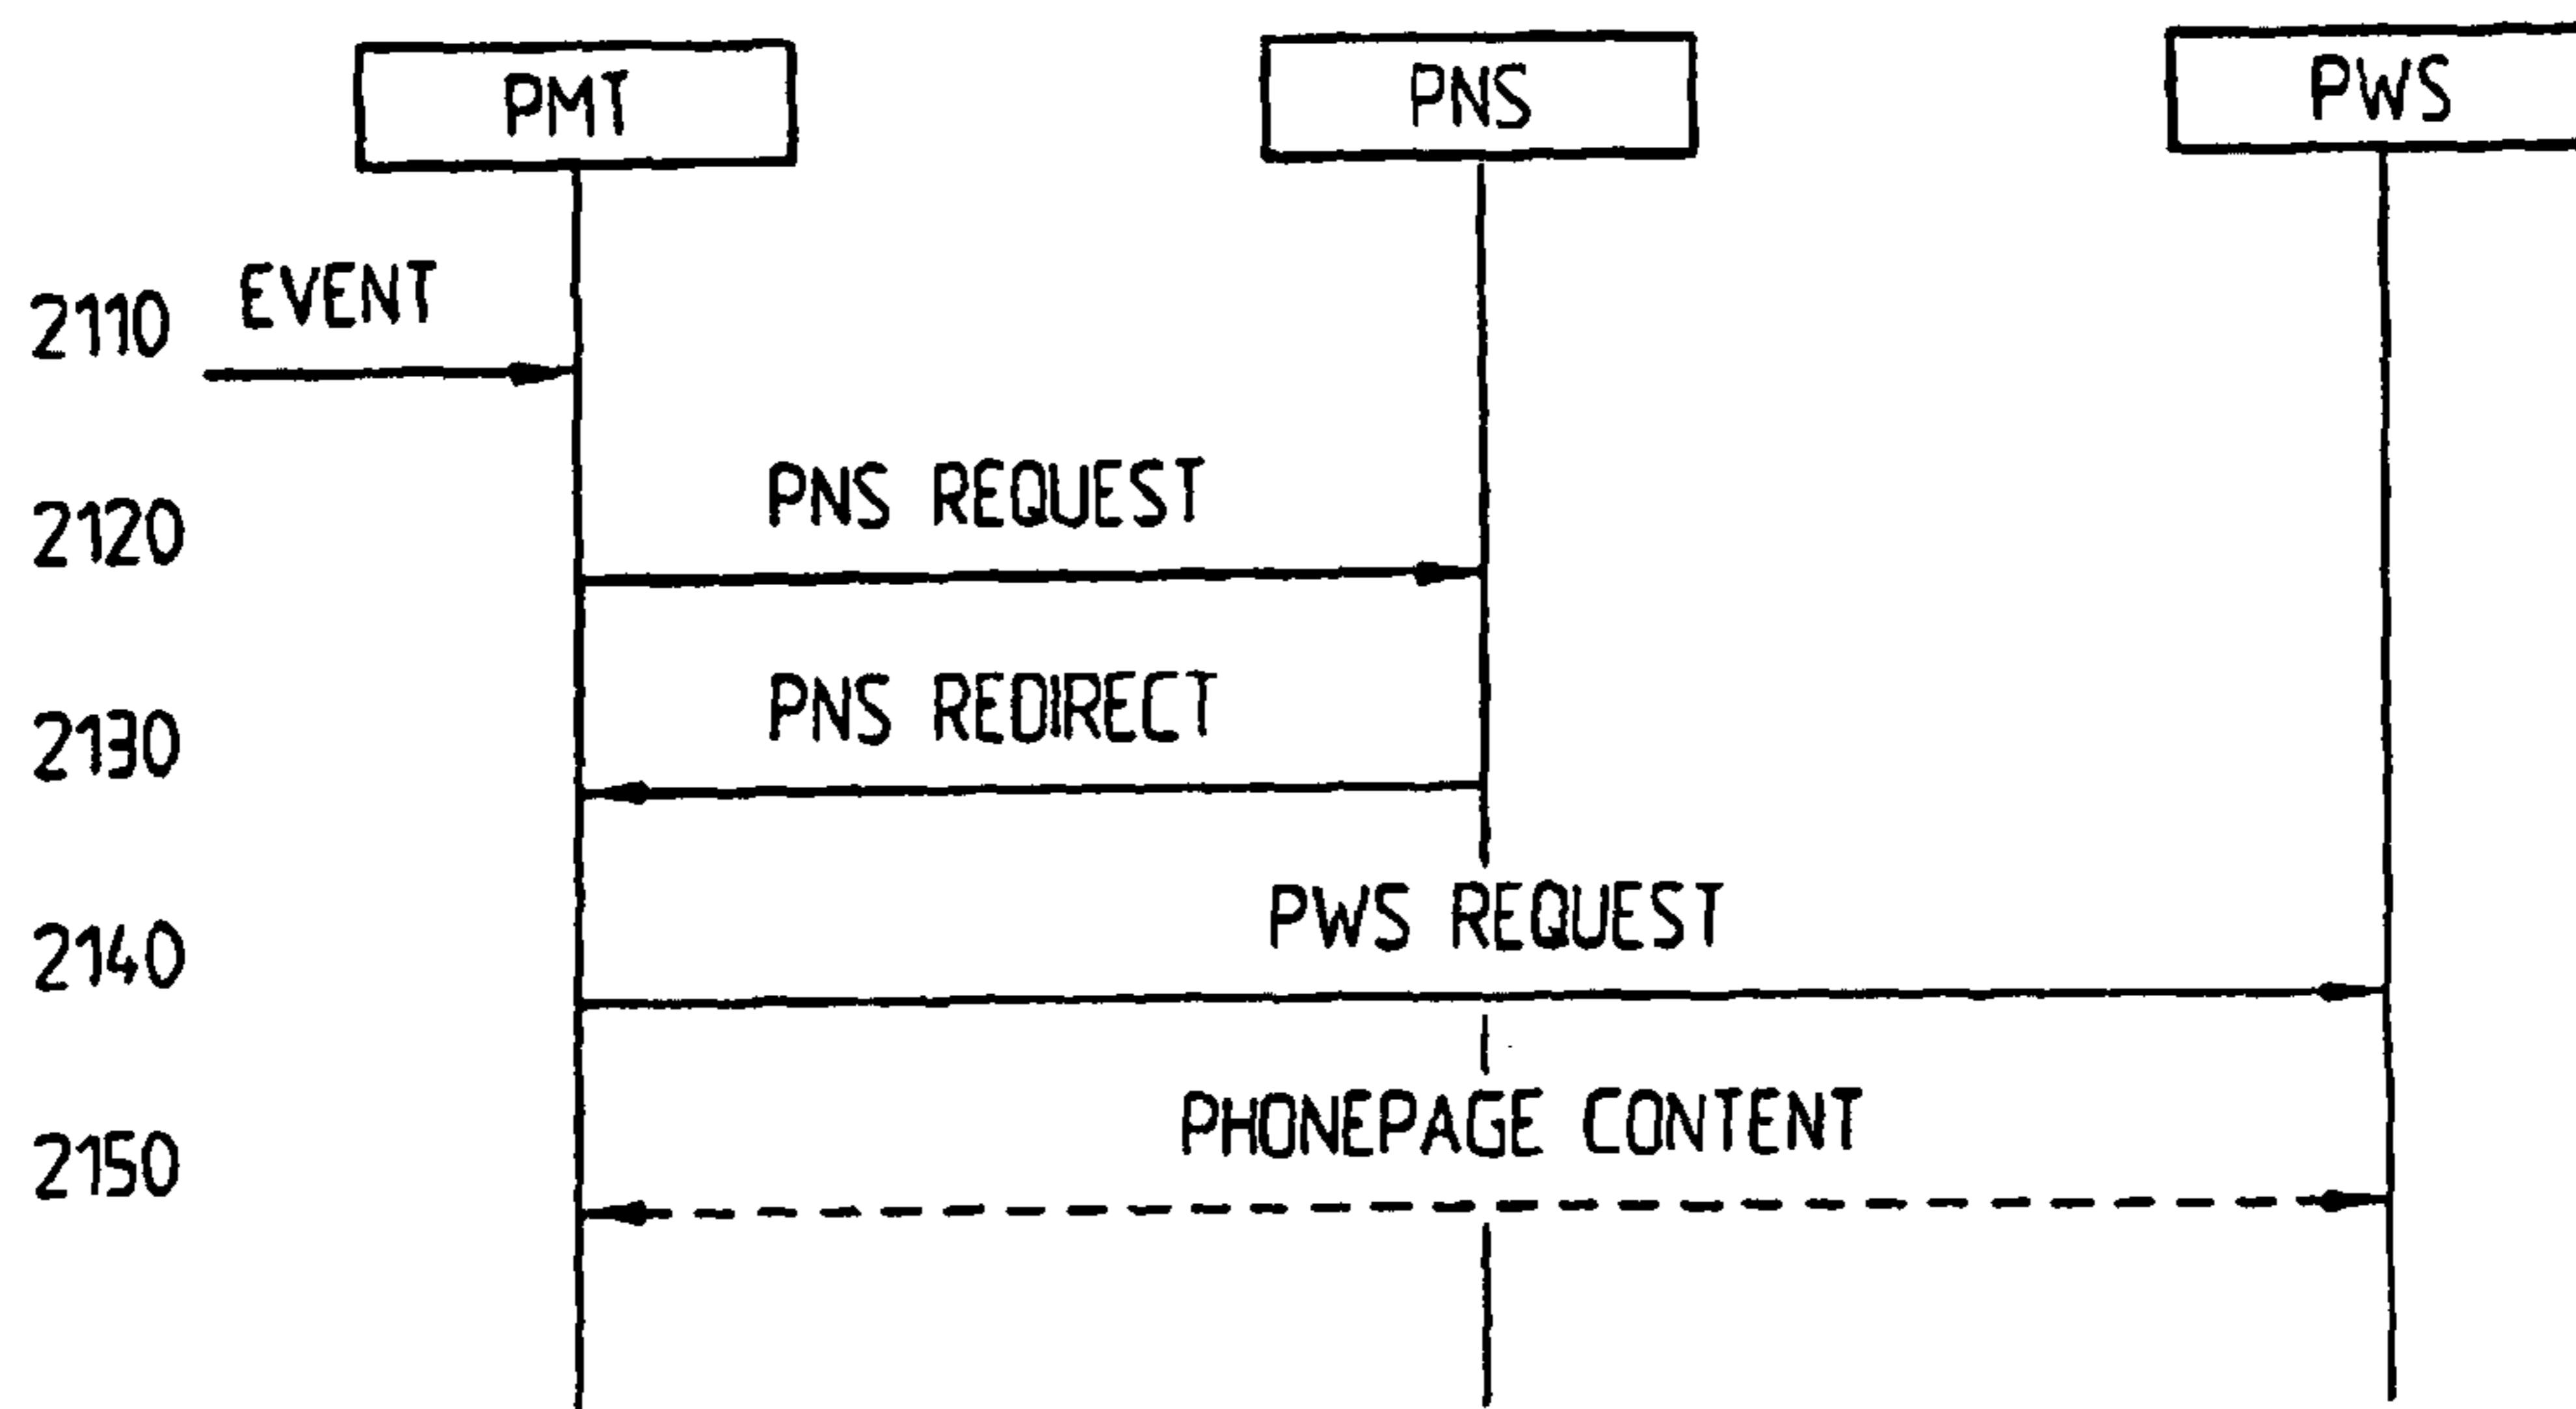 PMT PNS PWS
2110 EVENT
2120 PNS REQUEST
2130 PNS REDIRECT
2140 PWS REQUEST
2150 PHONEPAGE CONTENT